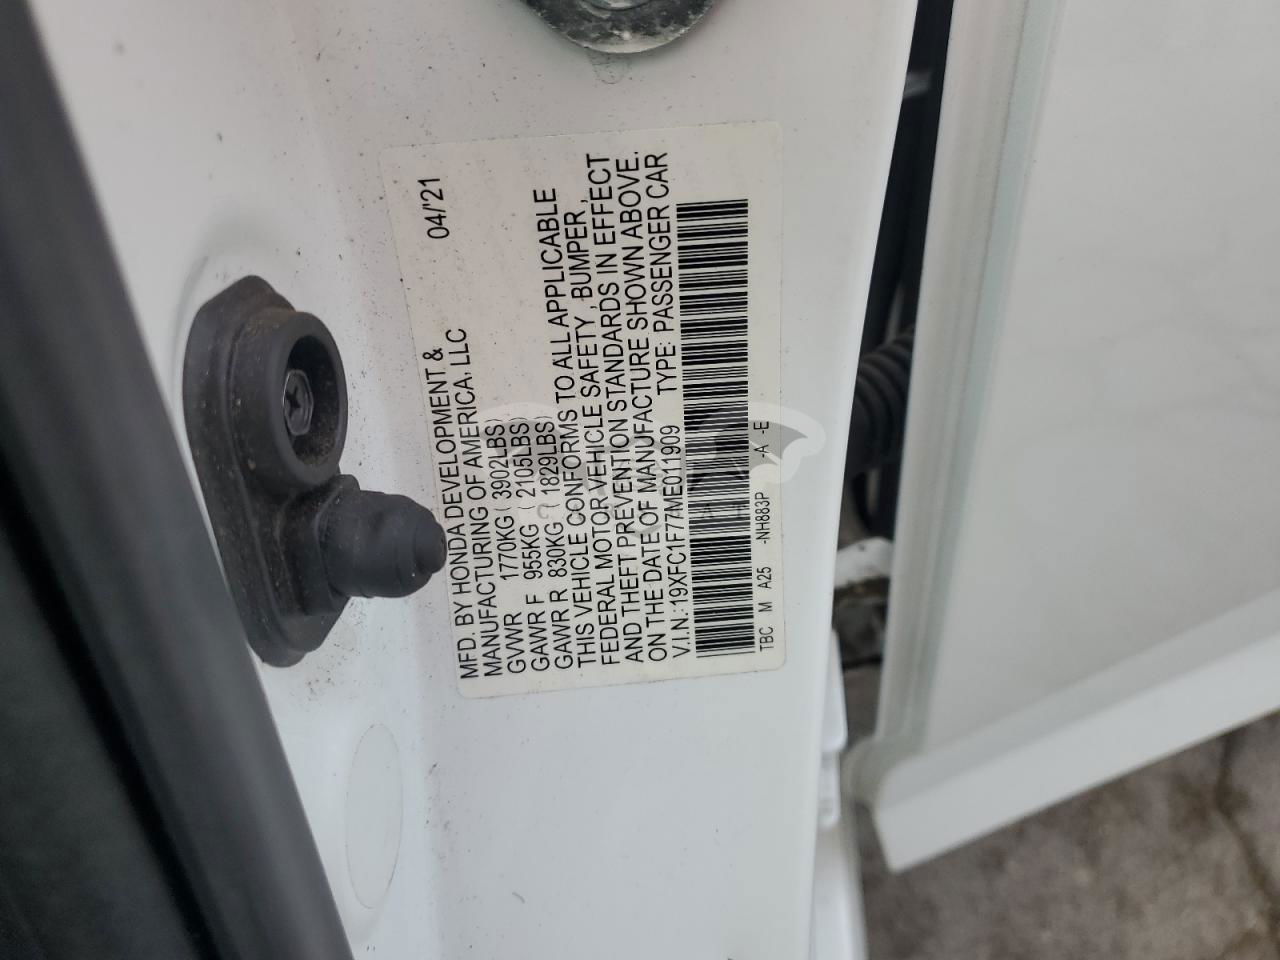 MFD. BY HONDA DEVELOPMENT & 04/'21
MANUFACTURING OF AMERICA, LLC
GVWR 1770KG ( 3902LBS)
GAWR F 955KG ( 2105LBS)
GAWR R 830KG ( 1829LBS)
THIS VEHICLE CONFORMS TO ALL APPLICABLE
FEDERAL MOTOR VEHICLE SAFETY , BUMPER ,
AND THEFT PREVENTION STANDARDS IN EFFECT
ON THE DATE OF MANUFACTURE SHOWN ABOVE.
V.I.N.:19XFC1F77ME011909 TYPE: PASSENGER CAR
TBC M A25 -NH883P -A -E